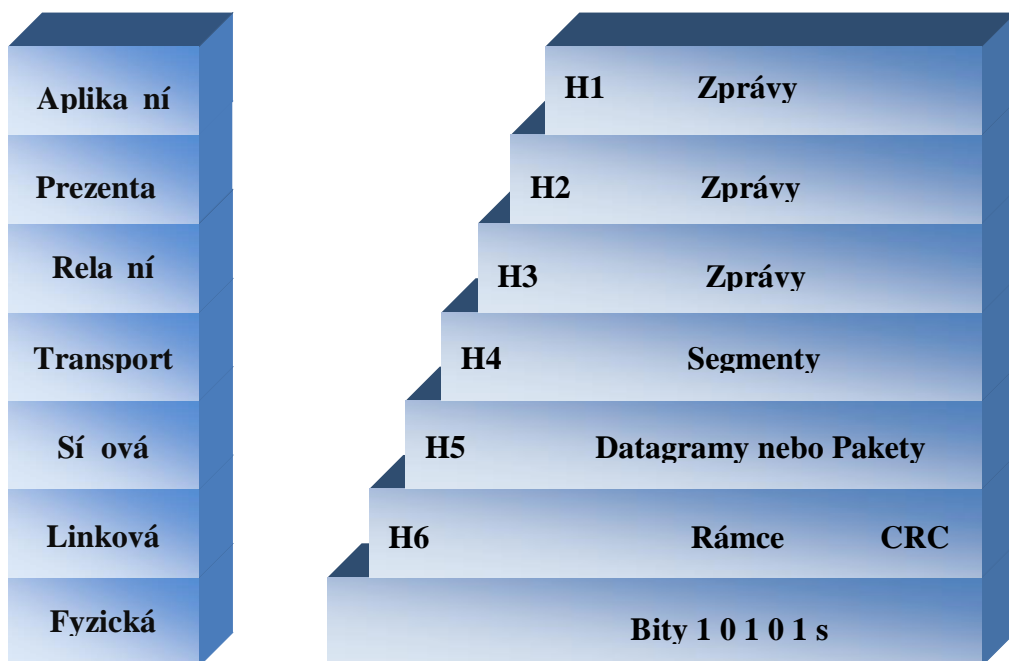 Aplika ní
H1 Zprávy
Prezenta
H2 Zprávy
Rela ní
H3 Zprávy
Transport
H4 Segmenty
Sí ová
H5 Datagramy nebo Pakety
Linková
H6 Rámce CRC
Fyzická
Bity 1 0 1 0 1 s